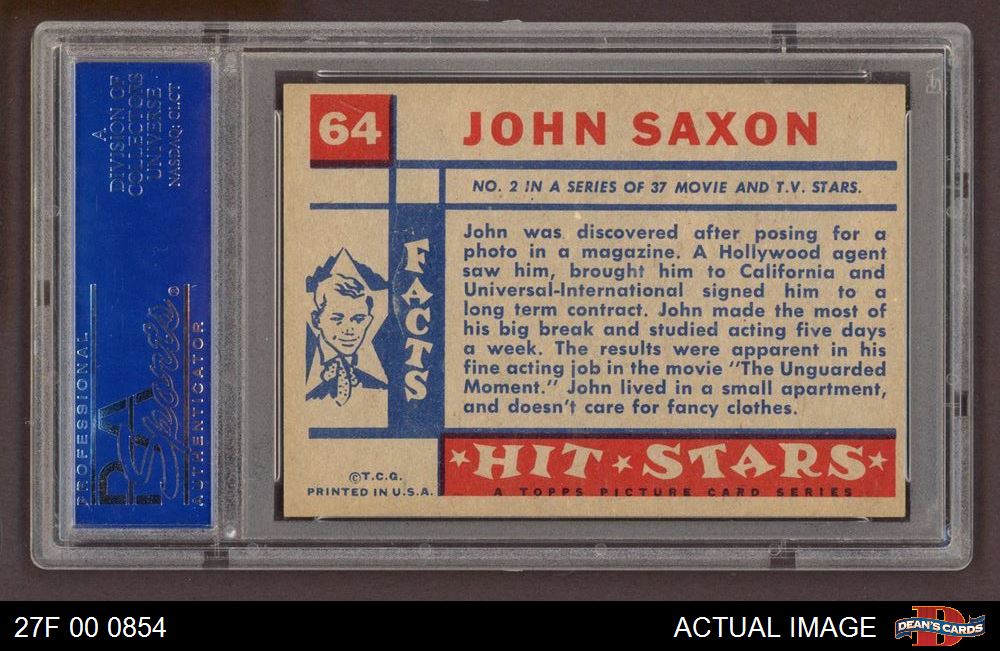 A
DIVISION OF
COLLECTORS
UNIVERSE
NASDAQ: CLCT
PROFESSIONAL
PSA
Sports®
AUTHENTICATOR
64
JOHN SAXON
NO. 2 IN A SERIES OF 37 MOVIE AND T.V. STARS.
FACTS
John was discovered after posing for a
photo in a magazine. A Hollywood agent
saw him, brought him to California and
Universal-International signed him to a
long term contract. John made the most of
his big break and studied acting five days
a week. The results were apparent in his
fine acting job in the movie "The Unguarded
Moment." John lived in a small apartment,
and doesn't care for fancy clothes.
©T.C.G.
PRINTED IN U.S.A.
HIT STARS
A TOPPS PICTURE CARD SERIES
27F 00 0854
ACTUAL IMAGE
D
DEAN'S CARDS